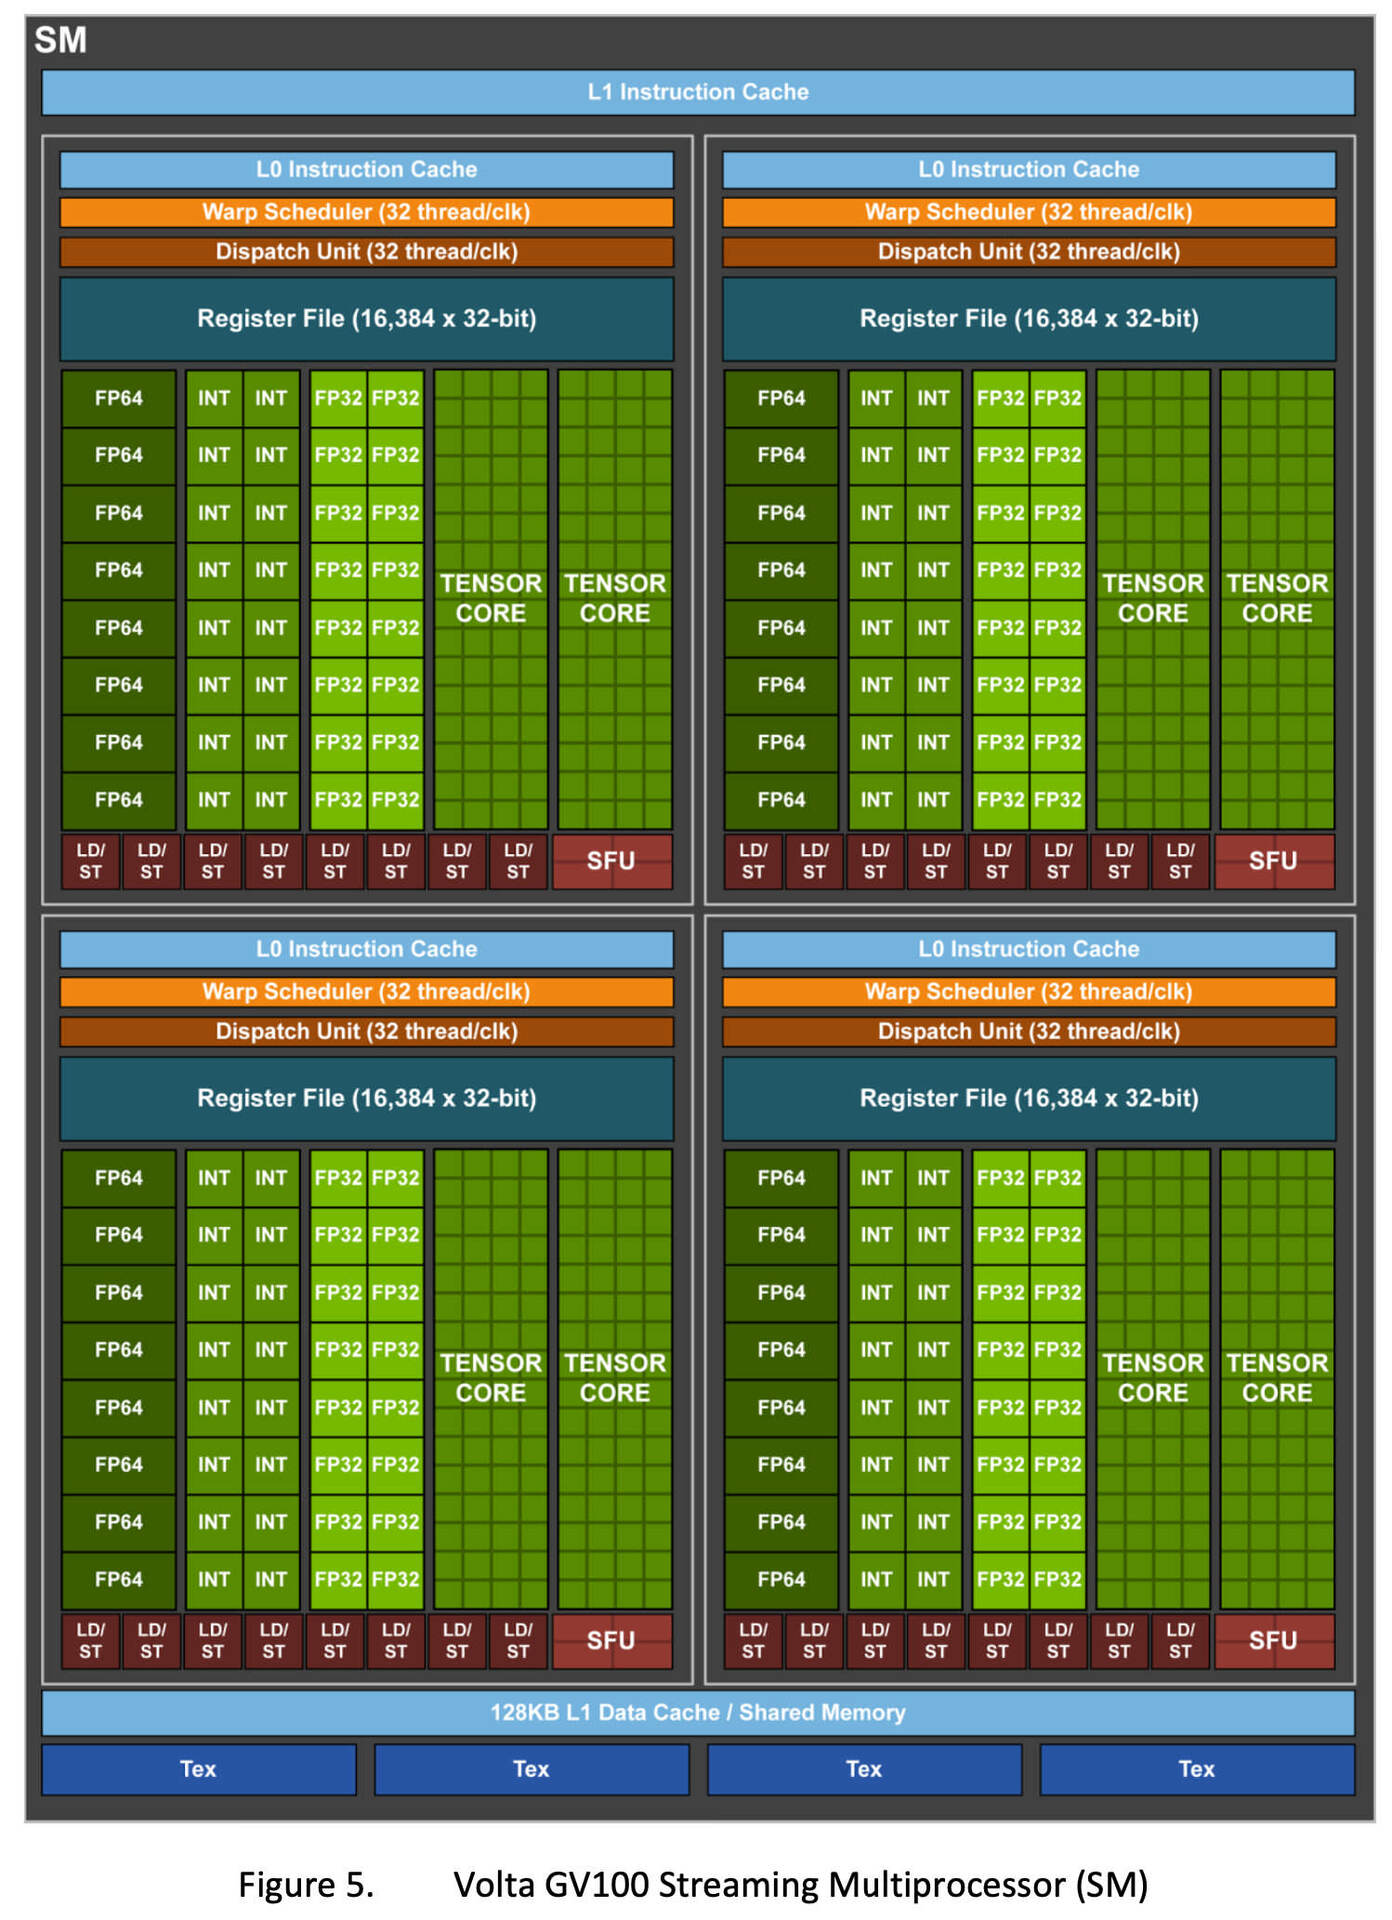 SM
L1 Instruction Cache
L0 Instruction Cache L0 Instruction Cache
Warp Scheduler (32 thread/clk) Warp Scheduler (32 thread/clk)
Dispatch Unit (32 thread/clk) Dispatch Unit (32 thread/clk)
Register File (16,384 x 32-bit) Register File (16,384 x 32-bit)
FP64 INT INT FP32 FP32 FP64 INT INT FP32 FP32
FP64 INT INT FP32 FP32 FP64 INT INT FP32 FP32
FP64 INT INT FP32 FP32 FP64 INT INT FP32 FP32
FP64 INT INT FP32 FP32 FP64 INT INT FP32 FP32
TENSOR TENSOR TENSOR TENSOR
CORE CORE CORE CORE
FP64 INT INT FP32 FP32 FP64 INT INT FP32 FP32
FP64 INT INT FP32 FP32 FP64 INT INT FP32 FP32
FP64 INT INT FP32 FP32 FP64 INT INT FP32 FP32
FP64 INT INT FP32 FP32 FP64 INT INT FP32 FP32
LD/ LD/ LD/ LD/ LD/ LD/ LD/ LD/ SFU LD/ LD/ LD/ LD/ LD/ LD/ LD/ LD/ SFU
ST ST ST ST ST ST ST ST ST ST ST ST ST ST ST ST
L0 Instruction Cache L0 Instruction Cache
Warp Scheduler (32 thread/clk) Warp Scheduler (32 thread/clk)
Dispatch Unit (32 thread/clk) Dispatch Unit (32 thread/clk)
Register File (16,384 x 32-bit) Register File (16,384 x 32-bit)
FP64 INT INT FP32 FP32 FP64 INT INT FP32 FP32
FP64 INT INT FP32 FP32 FP64 INT INT FP32 FP32
FP64 INT INT FP32 FP32 FP64 INT INT FP32 FP32
FP64 INT INT FP32 FP32 FP64 INT INT FP32 FP32
TENSOR TENSOR TENSOR TENSOR
CORE CORE CORE CORE
FP64 INT INT FP32 FP32 FP64 INT INT FP32 FP32
FP64 INT INT FP32 FP32 FP64 INT INT FP32 FP32
FP64 INT INT FP32 FP32 FP64 INT INT FP32 FP32
FP64 INT INT FP32 FP32 FP64 INT INT FP32 FP32
LD/ LD/ LD/ LD/ LD/ LD/ LD/ LD/ SFU LD/ LD/ LD/ LD/ LD/ LD/ LD/ LD/ SFU
ST ST ST ST ST ST ST ST ST ST ST ST ST ST ST ST
128KB L1 Data Cache / Shared Memory
Tex Tex Tex Tex
Figure 5. Volta GV100 Streaming Multiprocessor (SM)